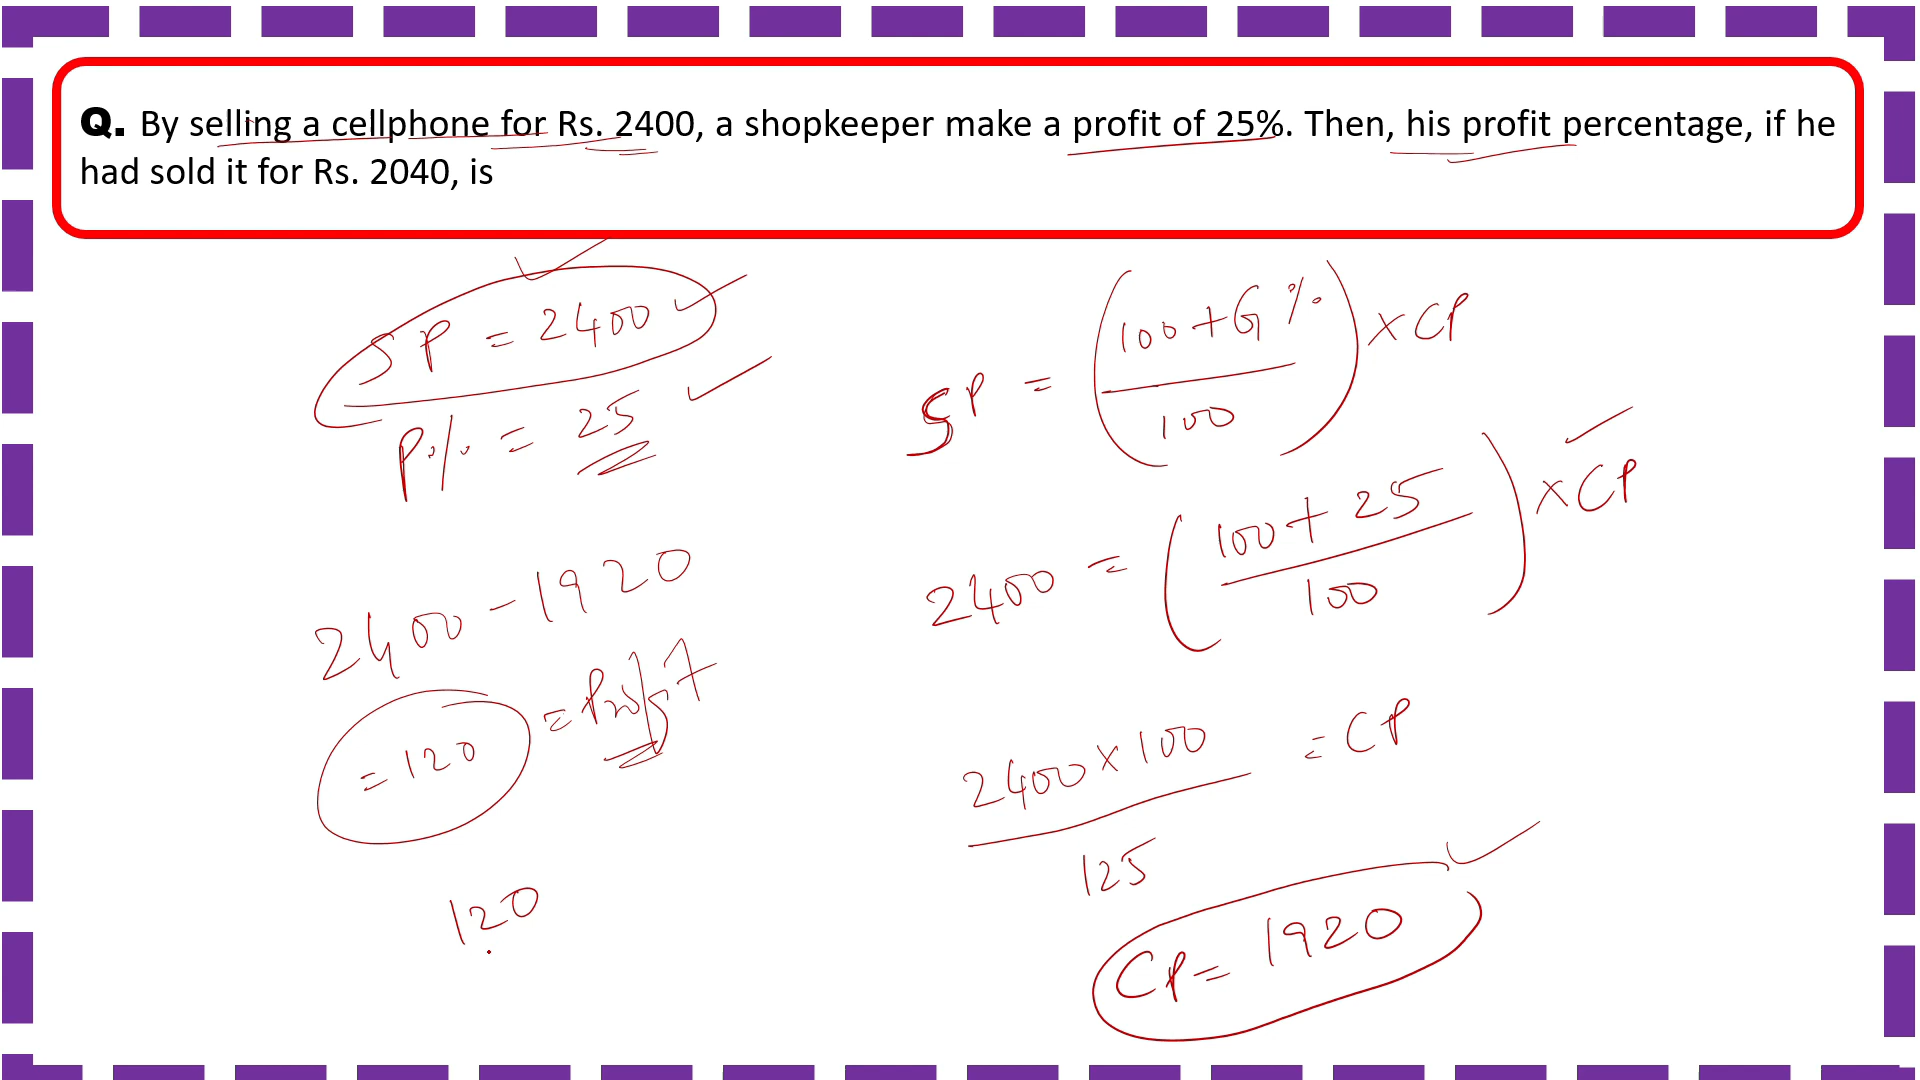 Q. By selling a cellphone for Rs. 2400, a shopkeeper make a profit of 25%. Then, his profit percentage, if he
had sold it for Rs. 2040, is
SP = 2400
P% = 25
2400 - 1920
= 120 = Profit
120
SP = (100 + G% / 100) × CP
2400 = (100 + 25 / 100) × CP
2400 × 100 / 125 = CP
CP = 1920